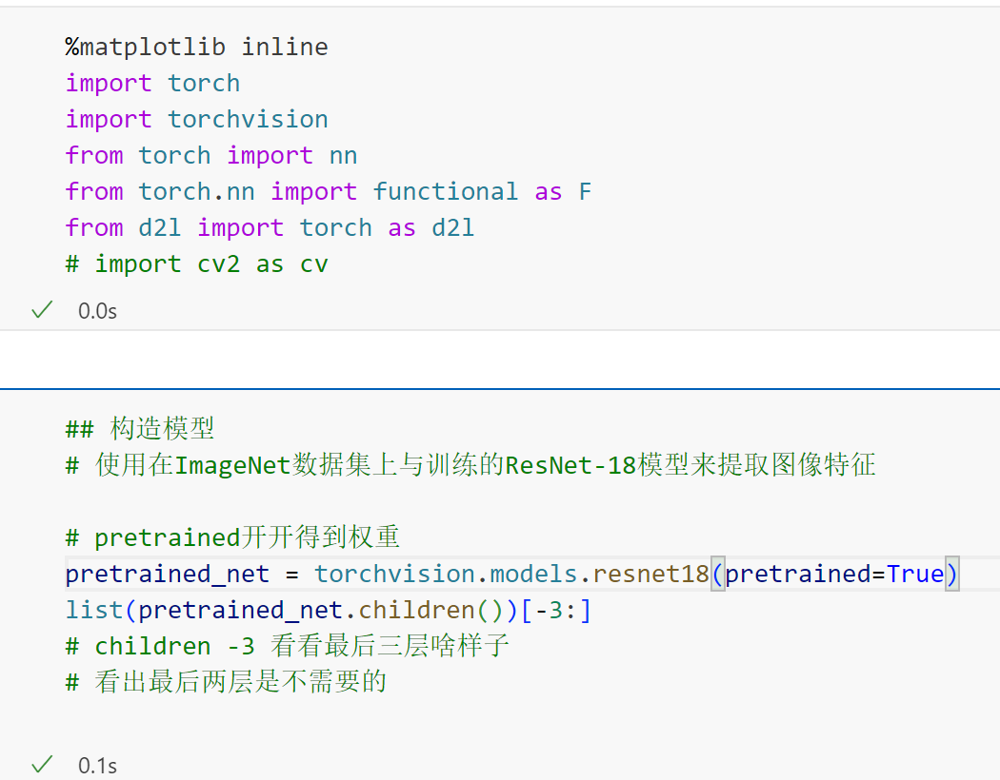 %matplotlib inline
import torch
import torchvision
from torch import nn
from torch.nn import functional as F
from d2l import torch as d2l
# import cv2 as cv
0.0s
## 构造模型
# 使用在ImageNet数据集上与训练的ResNet-18模型来提取图像特征
# pretrained开开得到权重
pretrained_net = torchvision.models.resnet18(pretrained=True)
list(pretrained_net.children())[-3:]
# children -3 看看最后三层啥样子
# 看出最后两层是不需要的
0.1s